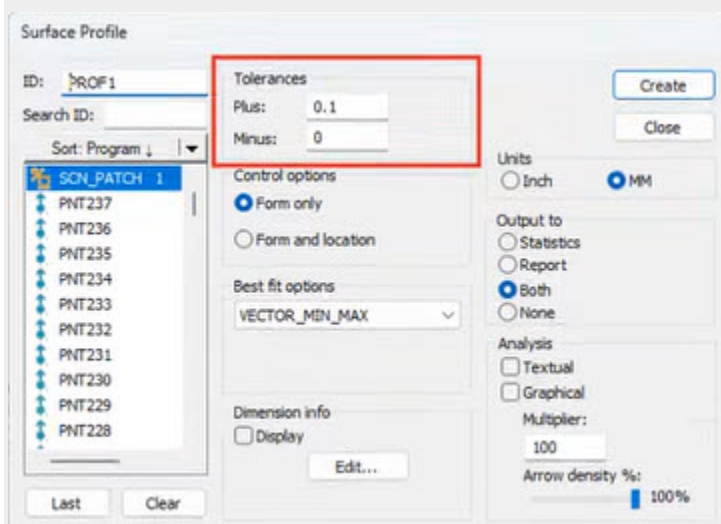 Surface Profile
ID: PROF1
Search ID:
Sort: Program ↓
SCN_PATCH 1
PNT237
PNT236
PNT235
PNT234
PNT233
PNT232
PNT231
PNT230
PNT229
PNT228
Last Clear
Tolerances
Plus: 0.1
Minus: 0
Control options
Form only
Form and location
Best fit options
VECTOR_MIN_MAX
Dimension info
Display
Edit...
Create
Close
Units
Inch MM
Output to
Statistics
Report
Both
None
Analysis
Textual
Graphical
Multiplier:
100
Arrow density %:
100%